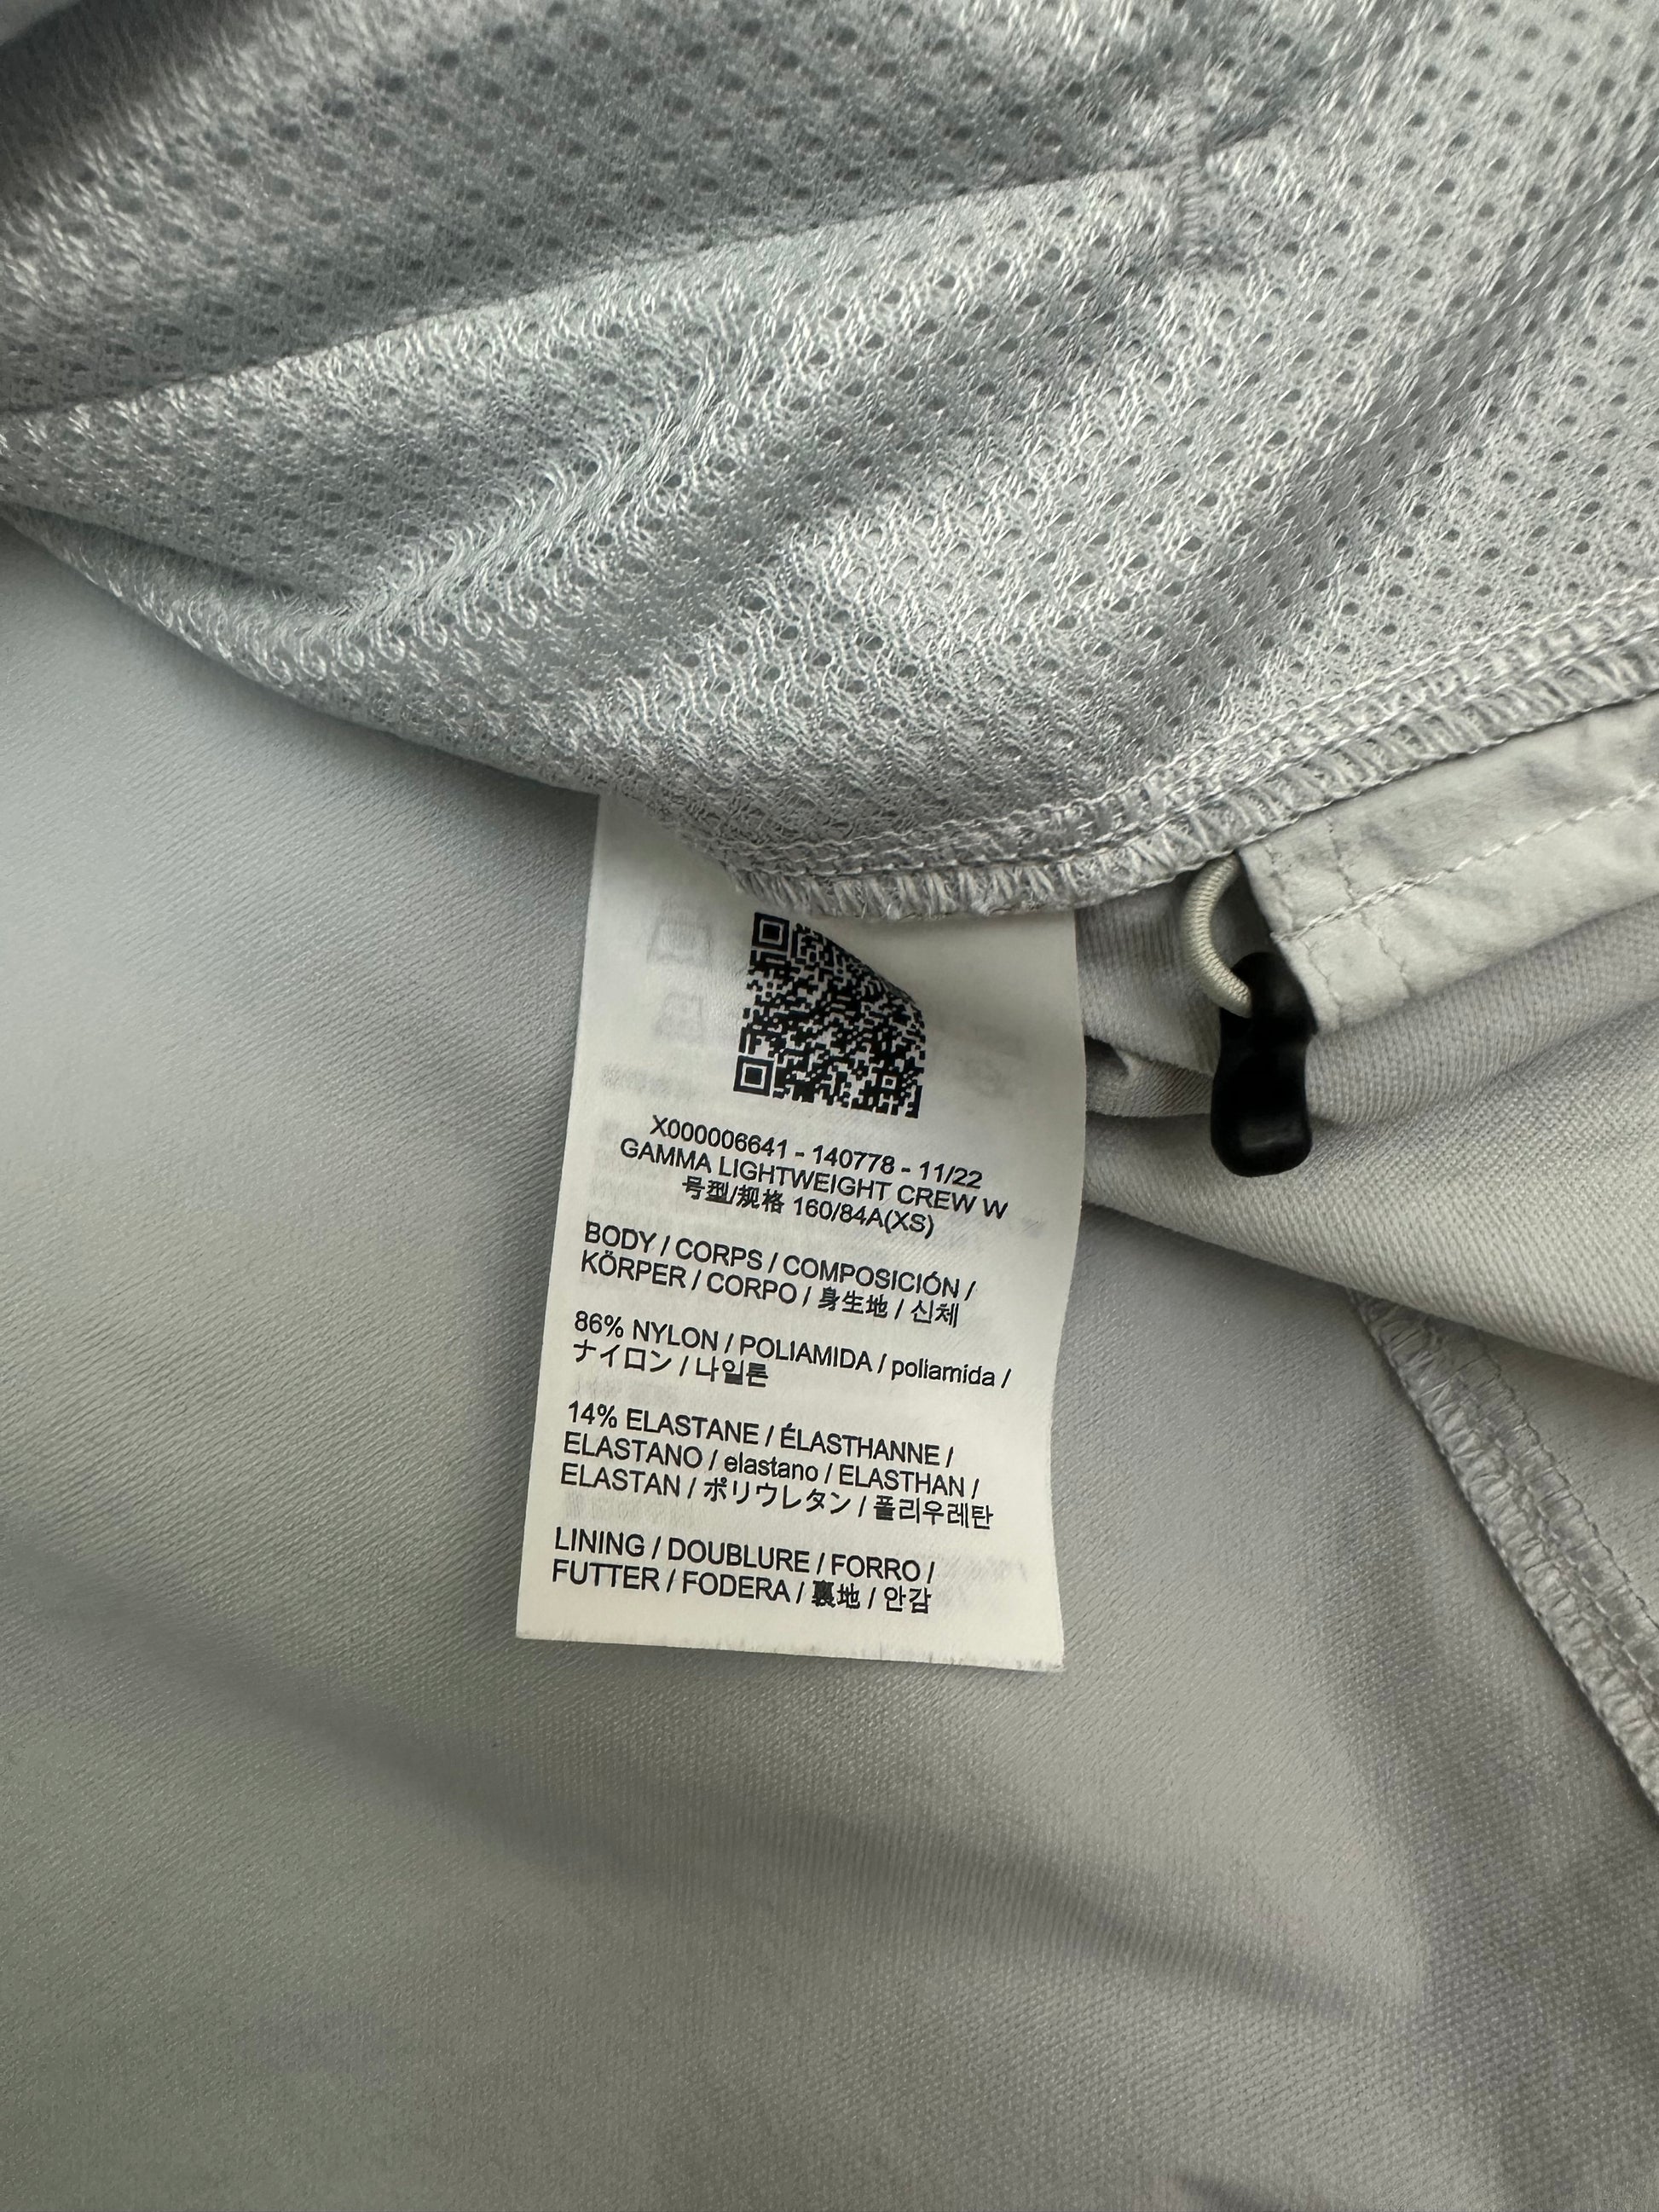 X000006641 - 140778 - 11/22
GAMMA LIGHTWEIGHT CREW W
号型/规格 160/84A(XS)
BODY / CORPS / COMPOSICIÓN /
KÖRPER / CORPO / 身生地 / 신체
86% NYLON / POLIAMIDA / poliamida /
ナイロン / 나일론
14% ELASTANE / ÉLASTHANNE /
ELASTANO / elastano / ELASTHAN /
ELASTAN / ポリウレタン / 폴리우레탄
LINING / DOUBLURE / FORRO /
FUTTER / FODERA / 裏地 / 안감